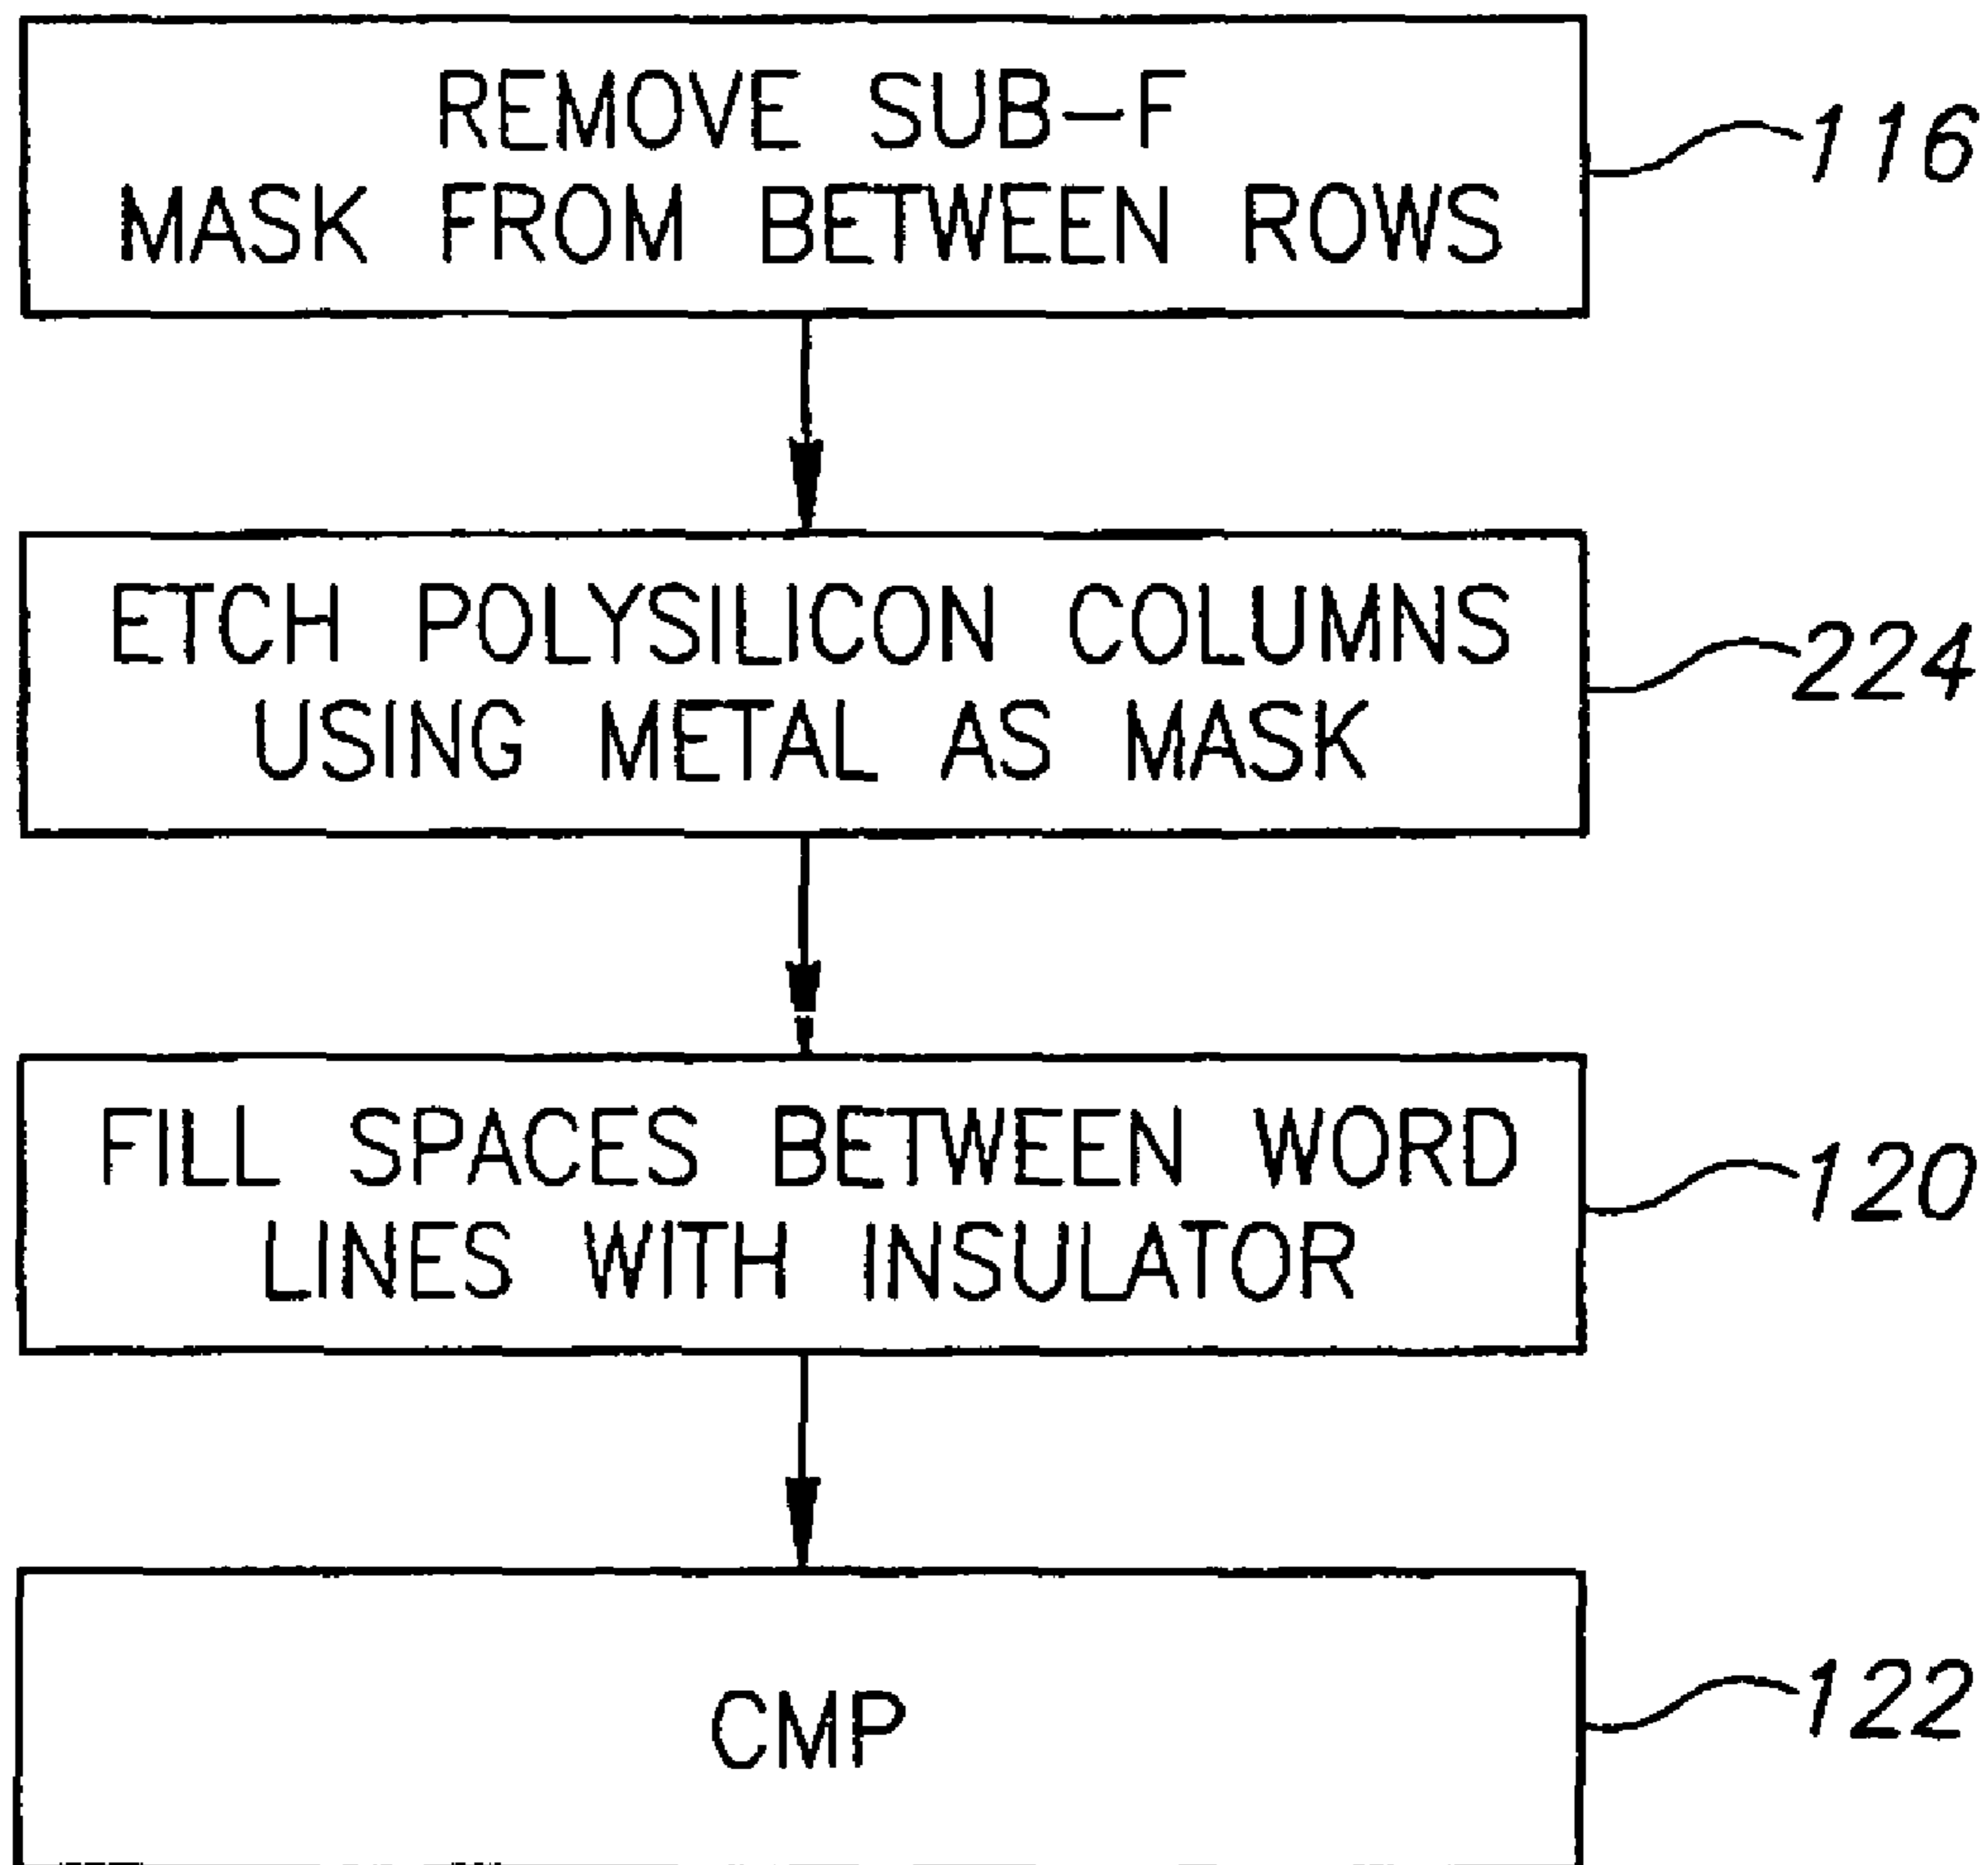 REMOVE SUB-F
MASK FROM BETWEEN ROWS
116
ETCH POLYSILICON COLUMNS
USING METAL AS MASK
224
FILL SPACES BETWEEN WORD
LINES WITH INSULATOR
120
CMP
122